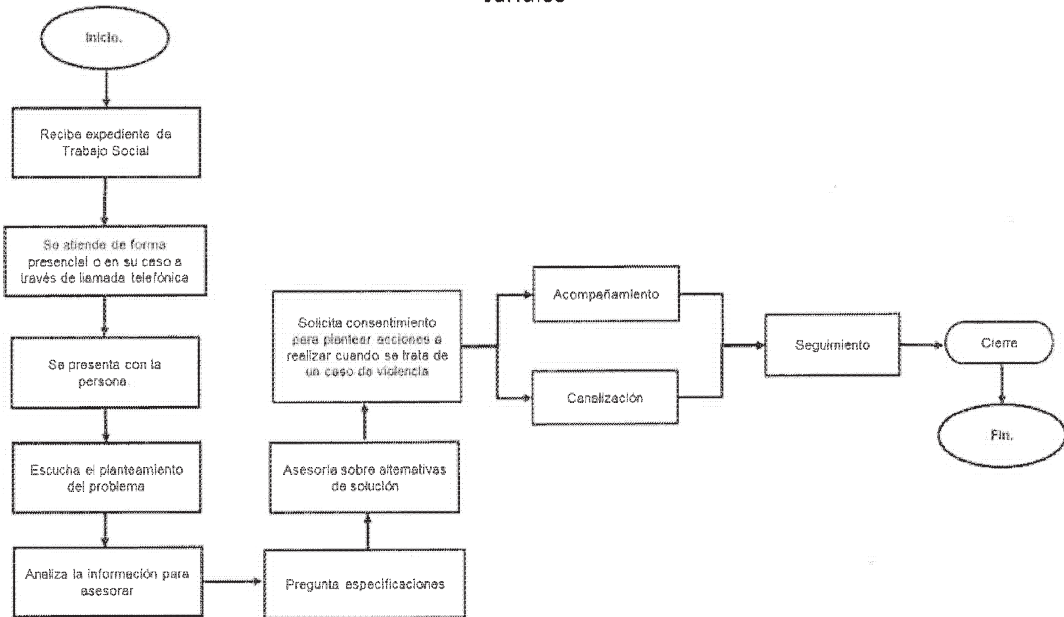 Inicio.
Recibe expediente de
Trabajo Social
Se atiende de forma
presencial o en su caso a
través de llamada telefónica
Se presenta con la
persona.
Escucha el planteamiento
del problema
Analiza la información para
asesorar
Pregunta especificaciones
Asesoría sobre alternativas
de solución
Solicita consentimiento
para plantear acciones a
realizar cuando se trata de
un caso de violencia
Acompañamiento
Canalización
Seguimiento
Cierre
Fin.